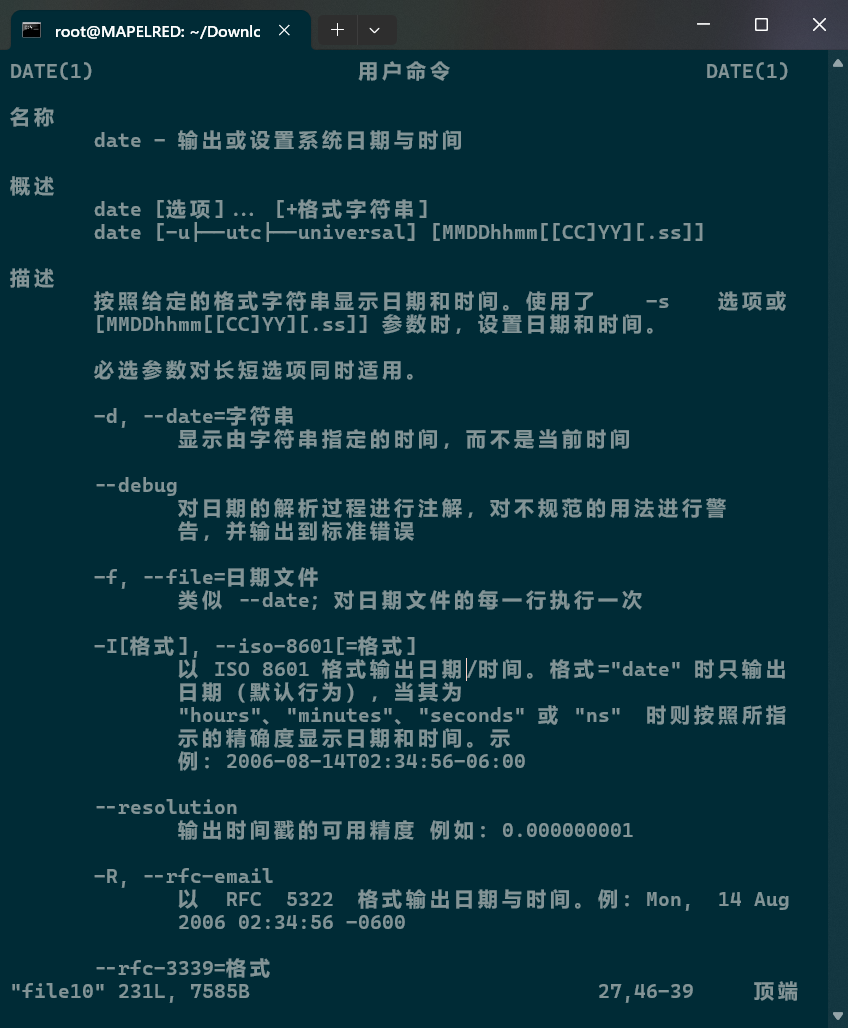 root@MAPELRED: ~/Downlc
DATE(1) 用户命令 DATE(1)
名称
date - 输出或设置系统日期与时间
概述
date [选项]... [+格式字符串]
date [-u|--utc|--universal] [MMDDhhmm[[CC]YY][.ss]]
描述
按照给定的格式字符串显示日期和时间。使用了 -s 选项或
[MMDDhhmm[[CC]YY][.ss]] 参数时，设置日期和时间。
必选参数对长短选项同时适用。
-d, --date=字符串
显示由字符串指定的时间，而不是当前时间
--debug
对日期的解析过程进行注解，对不规范的用法进行警
告，并输出到标准错误
-f, --file=日期文件
类似 --date；对日期文件的每一行执行一次
-I[格式], --iso-8601[=格式]
以 ISO 8601 格式输出日期/时间。格式="date" 时只输出
日期（默认行为），当其为
"hours"、"minutes"、"seconds" 或 "ns" 时则按照所指
示的精确度显示日期和时间。示
例：2006-08-14T02:34:56-06:00
--resolution
输出时间戳的可用精度 例如：0.000000001
-R, --rfc-email
以 RFC 5322 格式输出日期与时间。例：Mon, 14 Aug
2006 02:34:56 -0600
--rfc-3339=格式
"file10" 231L, 7585B 27,46-39 顶端